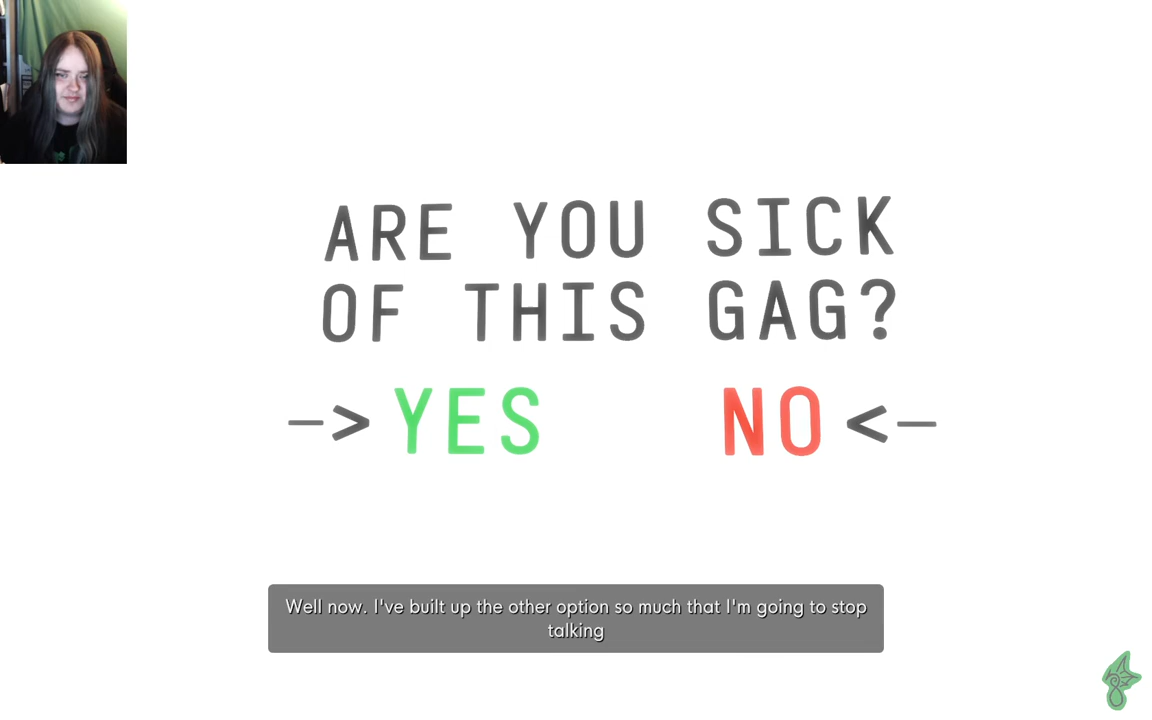 ARE YOU SICK
OF THIS GAG?
-> YES NO <-
Well now. I've built up the other option so much that I'm going to stop
talking